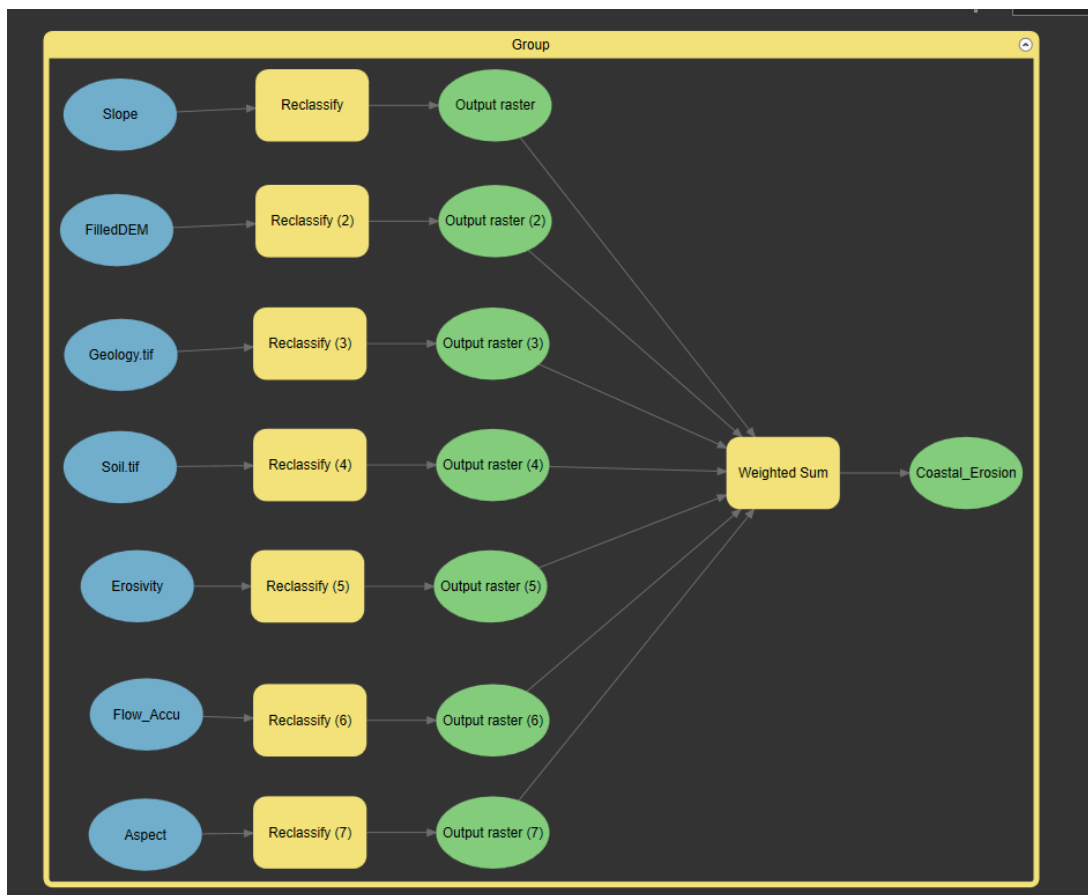 Group
Slope
Reclassify
Output raster
FilledDEM
Reclassify (2)
Output raster (2)
Geology.tif
Reclassify (3)
Output raster (3)
Soil.tif
Reclassify (4)
Output raster (4)
Weighted Sum
Coastal_Erosion
Erosivity
Reclassify (5)
Output raster (5)
Flow_Accu
Reclassify (6)
Output raster (6)
Aspect
Reclassify (7)
Output raster (7)